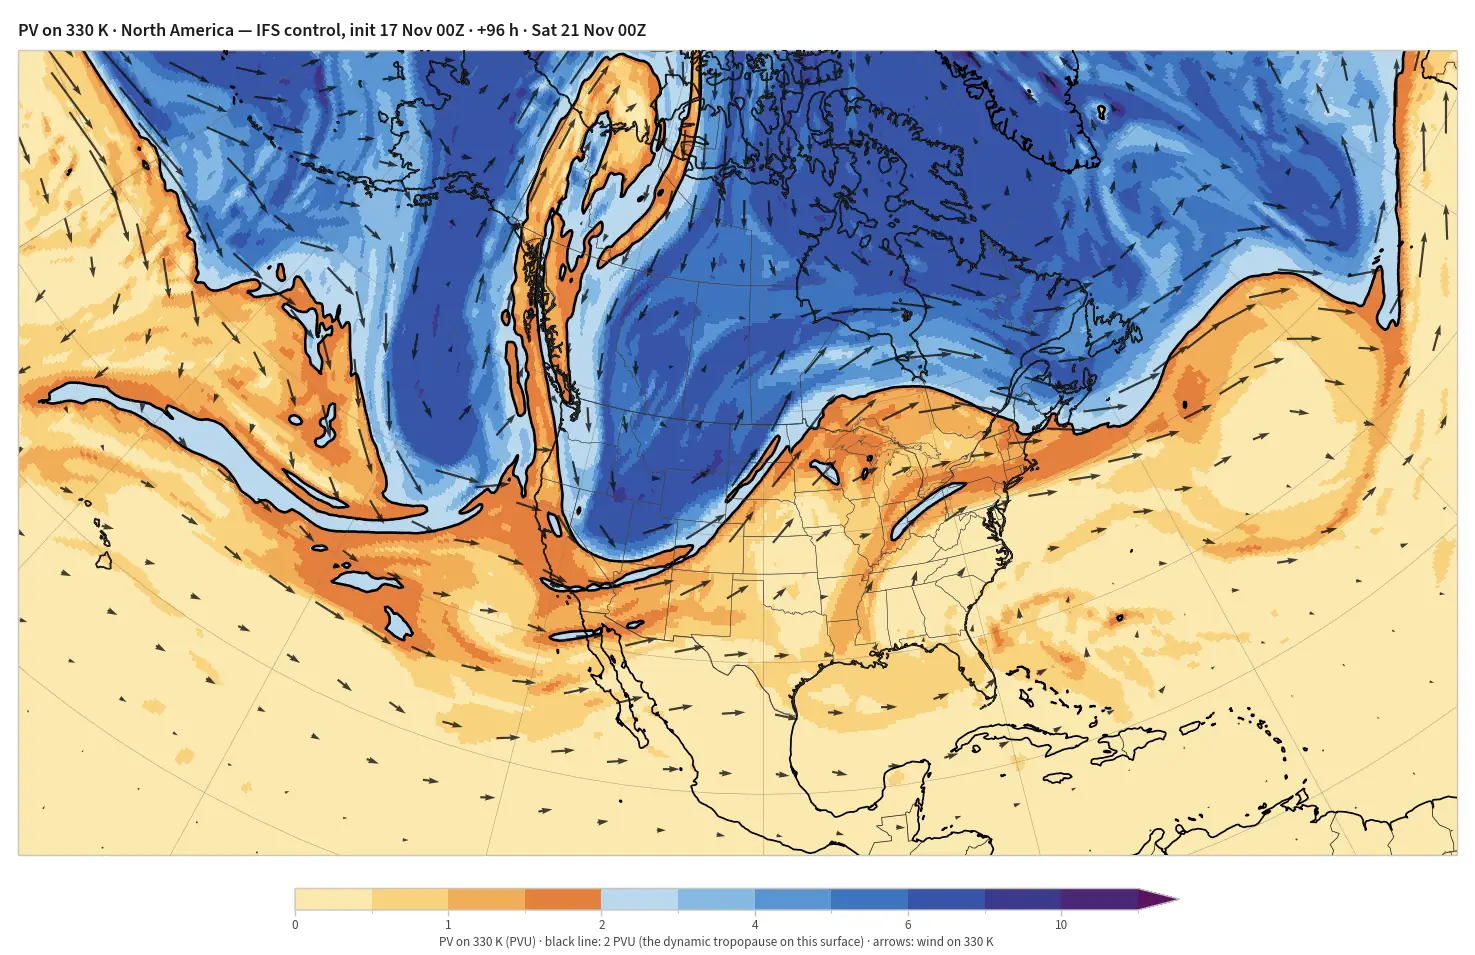 PV on 330 K · North America — IFS control, init 17 Nov 00Z · +96 h · Sat 21 Nov 00Z
0 1 2 4 6 10
PV on 330 K (PVU) · black line: 2 PVU (the dynamic tropopause on this surface) · arrows: wind on 330 K